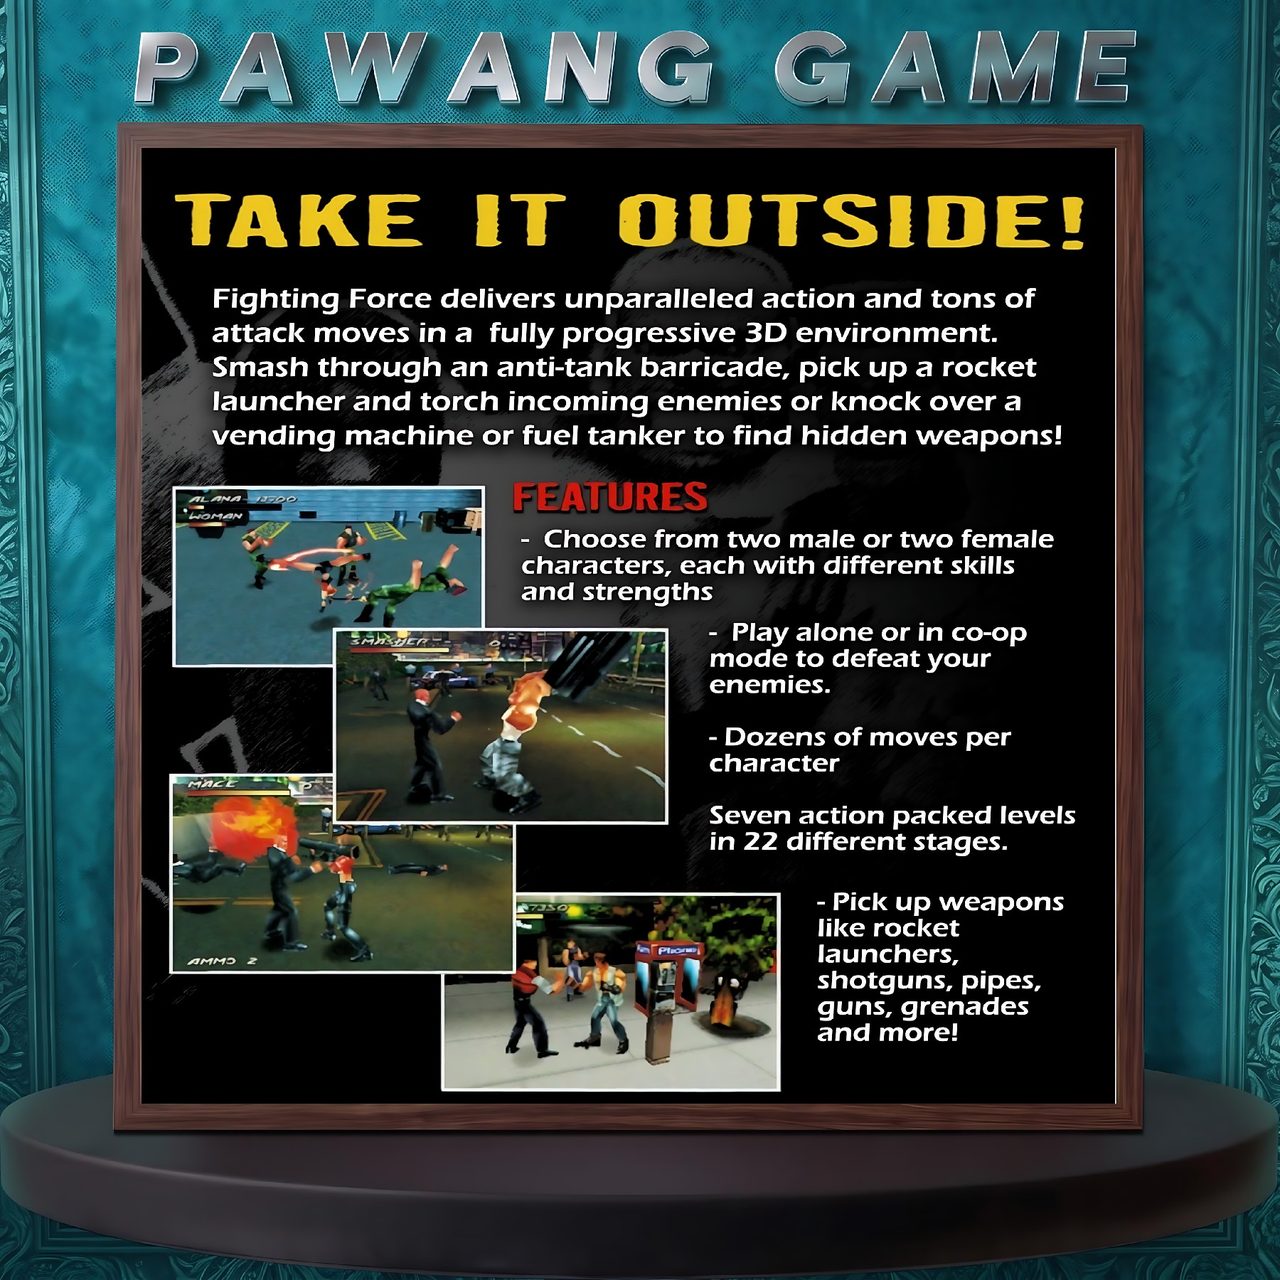 PAWANG GAME
TAKE IT OUTSIDE!
Fighting Force delivers unparalleled action and tons of
attack moves in a fully progressive 3D environment.
Smash through an anti-tank barricade, pick up a rocket
launcher and torch incoming enemies or knock over a
vending machine or fuel tanker to find hidden weapons!
FEATURES
- Choose from two male or two female
characters, each with different skills
and strengths
- Play alone or in co-op
mode to defeat your
enemies.
- Dozens of moves per
character
Seven action packed levels
in 22 different stages.
- Pick up weapons
like rocket
launchers,
shotguns, pipes,
guns, grenades
and more!
ALANA
WOMAN
SMASHER 0
MACE
AMMO 2